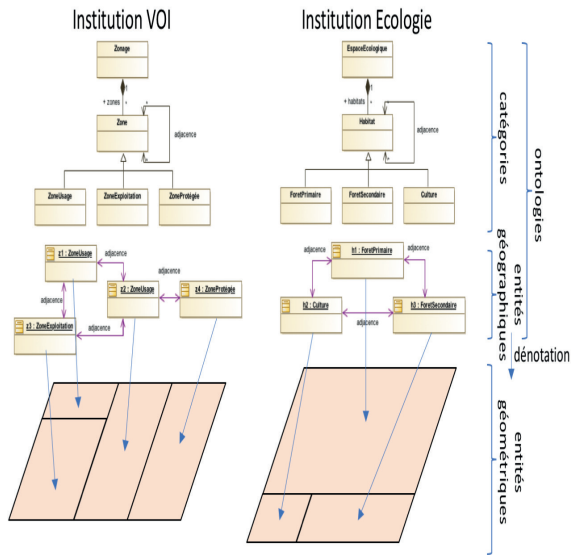 Institution VOI
Institution Ecologie
Zonage
1
+ zones
*
Zone
*
*
adjacence
ZoneUsage
ZoneExploitation
ZoneProtégée
EspaceEcologique
1
+ habitats
*
Habitat
*
*
adjacence
ForetPrimaire
ForetSecondaire
Culture
z1 : ZoneUsage
adjacence
adjacence
z2 : ZoneUsage
z4 : ZoneProtégée
adjacence
z3 : ZoneExploitation
adjacence
h1 : ForetPrimaire
adjacence
adjacence
h2 : Culture
h3 : ForetSecondaire
adjacence
catégories
ontologies
entités
géographiques
dénotation
entités
géométriques